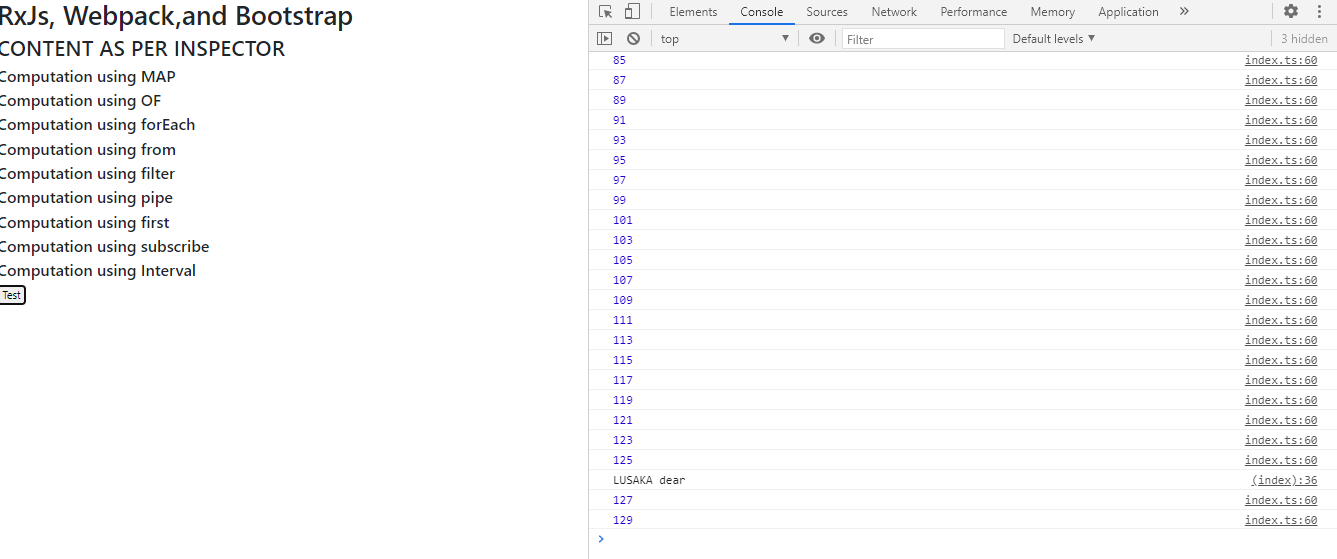 RxJs, Webpack,and Bootstrap
CONTENT AS PER INSPECTOR
Computation using MAP
Computation using OF
Computation using forEach
Computation using from
Computation using filter
Computation using pipe
Computation using first
Computation using subscribe
Computation using Interval
Test
Elements Console Sources Network Performance Memory Application »
top Filter Default levels 3 hidden
85 index.ts:60
87 index.ts:60
89 index.ts:60
91 index.ts:60
93 index.ts:60
95 index.ts:60
97 index.ts:60
99 index.ts:60
101 index.ts:60
103 index.ts:60
105 index.ts:60
107 index.ts:60
109 index.ts:60
111 index.ts:60
113 index.ts:60
115 index.ts:60
117 index.ts:60
119 index.ts:60
121 index.ts:60
123 index.ts:60
125 index.ts:60
LUSAKA dear (index):36
127 index.ts:60
129 index.ts:60